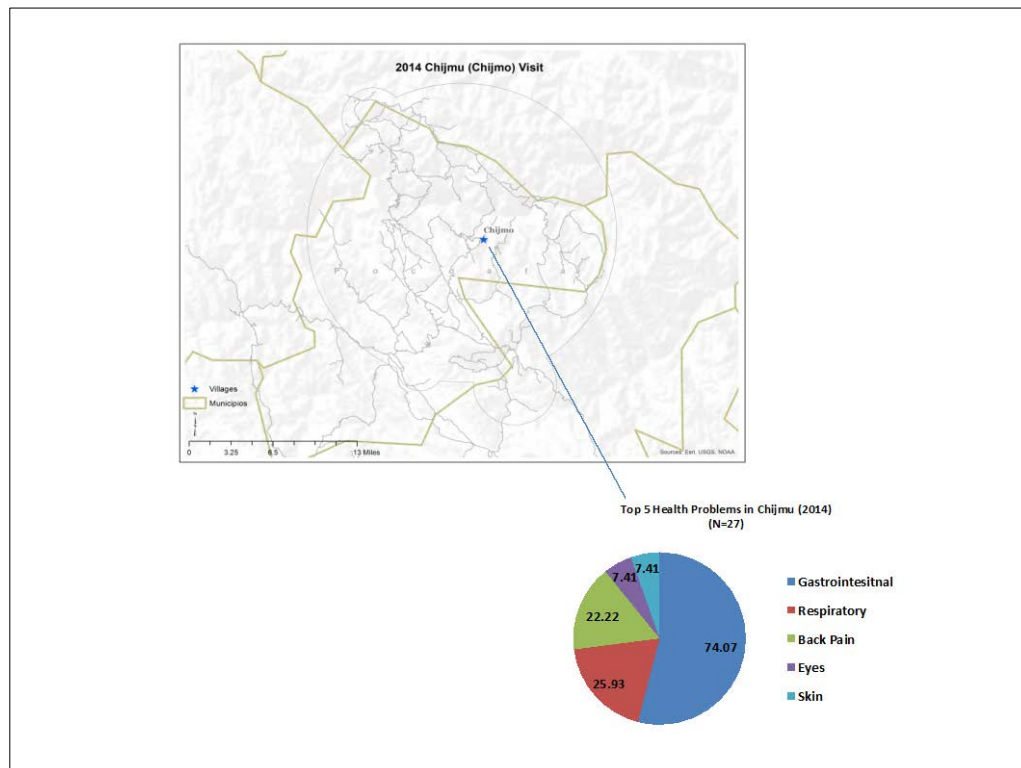 2014 Chijmu (Chijmo) Visit
Chijmo
P o c o a t a
Villages
Municipios
0 3.25 6.5 13 Miles
Sources: Esri, USGS, NOAA
Top 5 Health Problems in Chijmu (2014)
(N=27)
7.41 7.41
22.22
74.07
25.93
Gastrointesitnal
Respiratory
Back Pain
Eyes
Skin